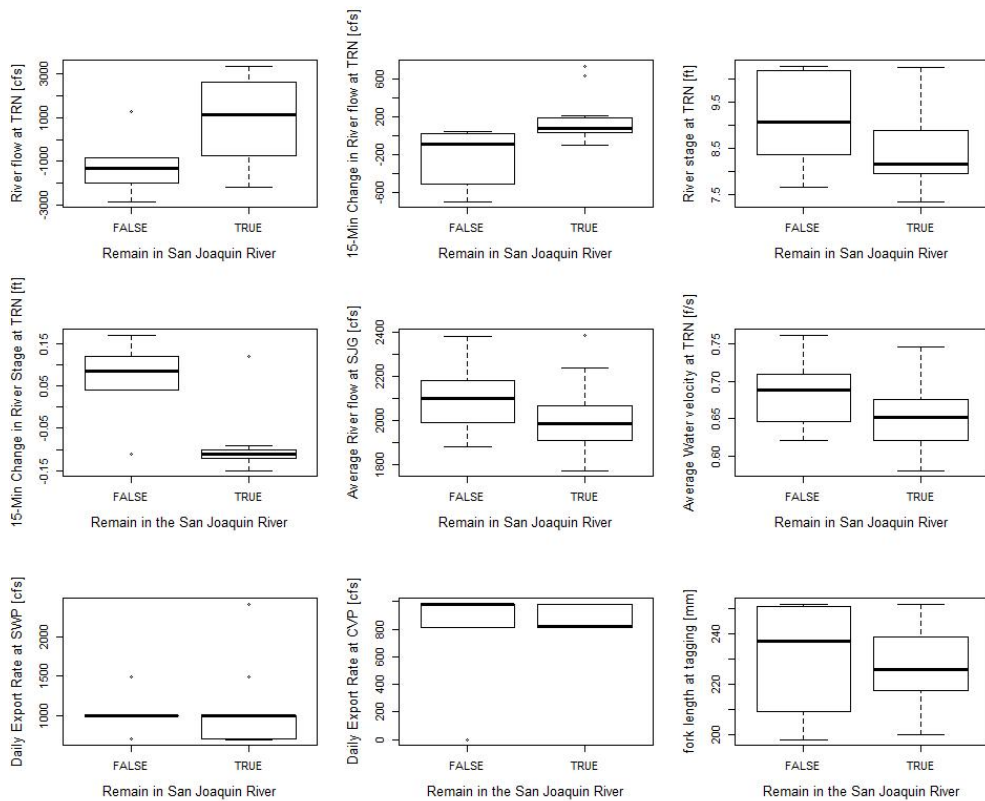 River flow at TRN [cfs]
3000
1000
-1000
-3000
FALSE
TRUE
Remain in San Joaquin River
15-Min Change in River flow at TRN [cfs]
600
200
-200
-600
FALSE
TRUE
Remain in San Joaquin River
River stage at TRN [ft]
9.5
8.5
7.5
FALSE
TRUE
Remain in San Joaquin River
15-Min Change in River Stage at TRN [ft]
0.15
0.05
-0.05
-0.15
FALSE
TRUE
Remain in the San Joaquin River
Average River flow at SJG [cfs]
2400
2200
2000
1800
FALSE
TRUE
Remain in San Joaquin River
Average Water velocity at TRN [f/s]
0.75
0.70
0.65
0.60
FALSE
TRUE
Remain in San Joaquin River
Daily Export Rate at SWP [cfs]
2000
1500
1000
FALSE
TRUE
Remain in San Joaquin River
Daily Export Rate at CVP [cfs]
800
600
400
200
0
FALSE
TRUE
Remain in San Joaquin River
fork length at tagging [mm]
240
220
200
FALSE
TRUE
Remain in the San Joaquin River